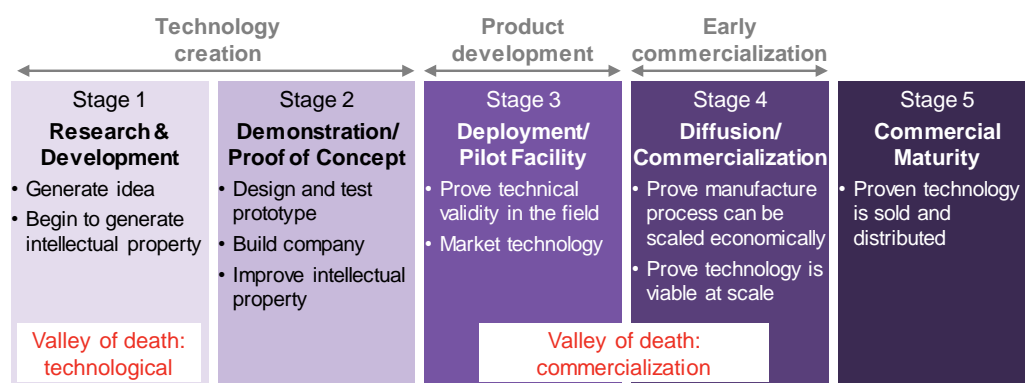 Technology
creation
Product
development
Early
commercialization
Stage 1
Research &
Development
• Generate idea
• Begin to generate
intellectual property
Valley of death:
technological
Stage 2
Demonstration/
Proof of Concept
• Design and test
prototype
• Build company
• Improve intellectual
property
Stage 3
Deployment/
Pilot Facility
• Prove technical
validity in the field
• Market technology
Stage 4
Diffusion/
Commercialization
• Prove manufacture
process can be
scaled economically
• Prove technology is
viable at scale
Valley of death:
commercialization
Stage 5
Commercial
Maturity
• Proven technology
is sold and
distributed